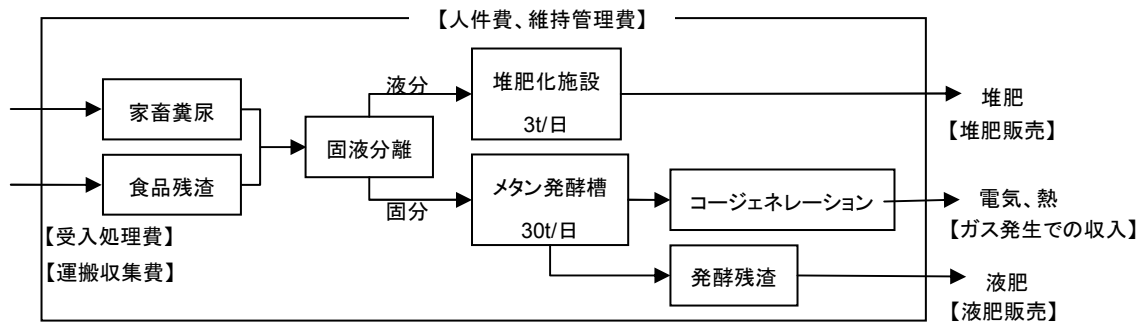 【人件費、維持管理費】
家畜糞尿
食品残渣
【受入処理費】
【運搬収集費】
固液分離
液分
固分
堆肥化施設
3t/日
メタン発酵槽
30t/日
コージェネレーション
発酵残渣
堆肥
【堆肥販売】
電気、熱
【ガス発生での収入】
液肥
【液肥販売】